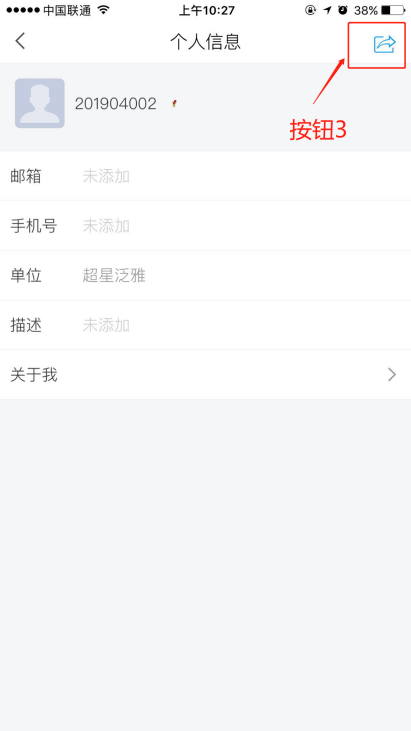 中国联通 上午10:27 38%
个人信息
按钮3
201904002
邮箱 未添加
手机号 未添加
单位 超星泛雅
描述 未添加
关于我